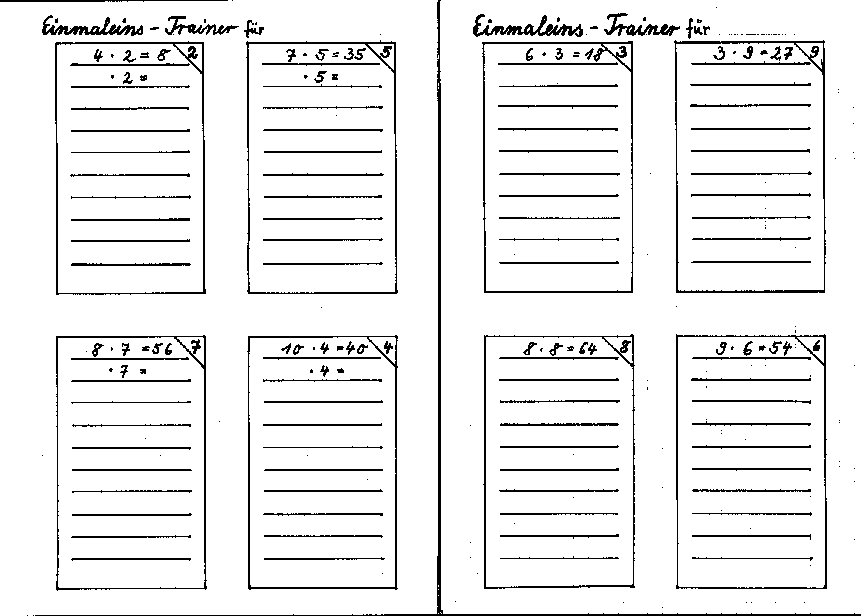 Einmaleins - Trainer für
4 · 2 = 8 2
· 2 =
7 · 5 = 35 5
· 5 =
8 · 7 = 56 7
· 7 =
10 · 4 = 40 4
· 4 =
Einmaleins - Trainer für
6 · 3 = 18 3
3 · 9 = 27 9
8 · 8 = 64 8
9 · 6 = 54 6